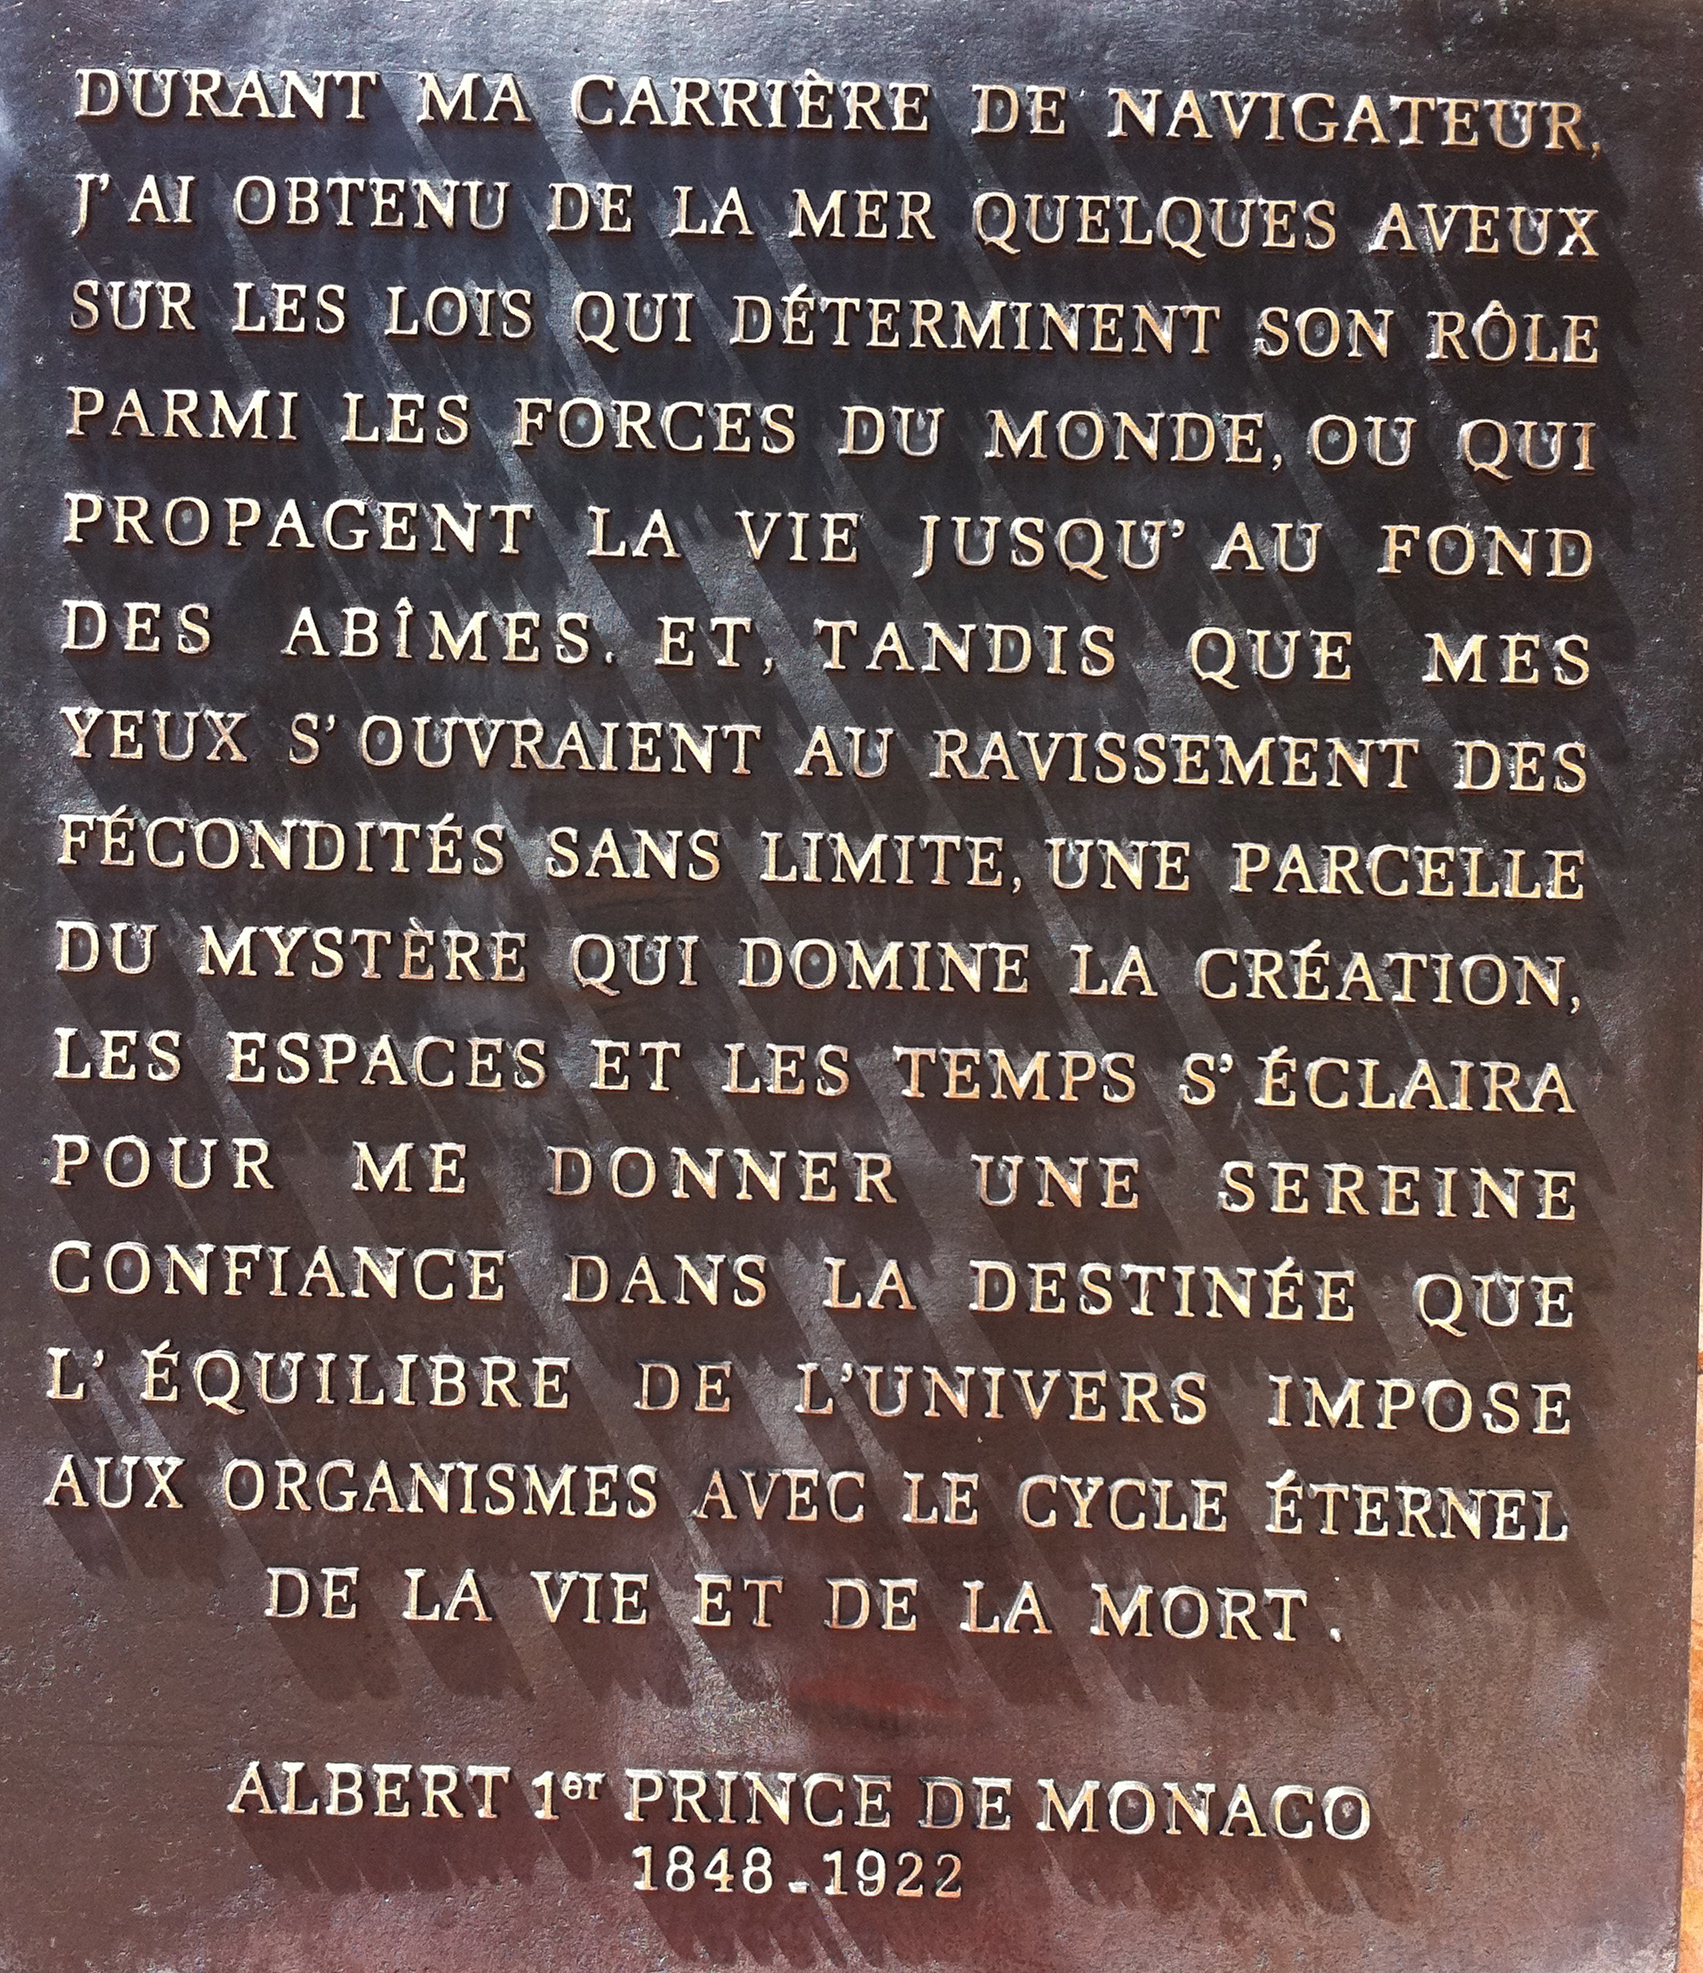 DURANT MA CARRIÈRE DE NAVIGATEUR,
J'AI OBTENU DE LA MER QUELQUES AVEUX
SUR LES LOIS QUI DÉTERMINENT SON RÔLE
PARMI LES FORCES DU MONDE, OU QUI
PROPAGENT LA VIE JUSQU'AU FOND
DES ABÎMES. ET, TANDIS QUE MES
YEUX S'OUVRAIENT AU RAVISSEMENT DES
FÉCONDITÉS SANS LIMITE, UNE PARCELLE
DU MYSTÈRE QUI DOMINE LA CRÉATION,
LES ESPACES ET LES TEMPS S'ÉCLAIRA
POUR ME DONNER UNE SEREINE
CONFIANCE DANS LA DESTINÉE QUE
L'ÉQUILIBRE DE L'UNIVERS IMPOSE
AUX ORGANISMES AVEC LE CYCLE ÉTERNEL
DE LA VIE ET DE LA MORT.
ALBERT 1er PRINCE DE MONACO
1848.1922